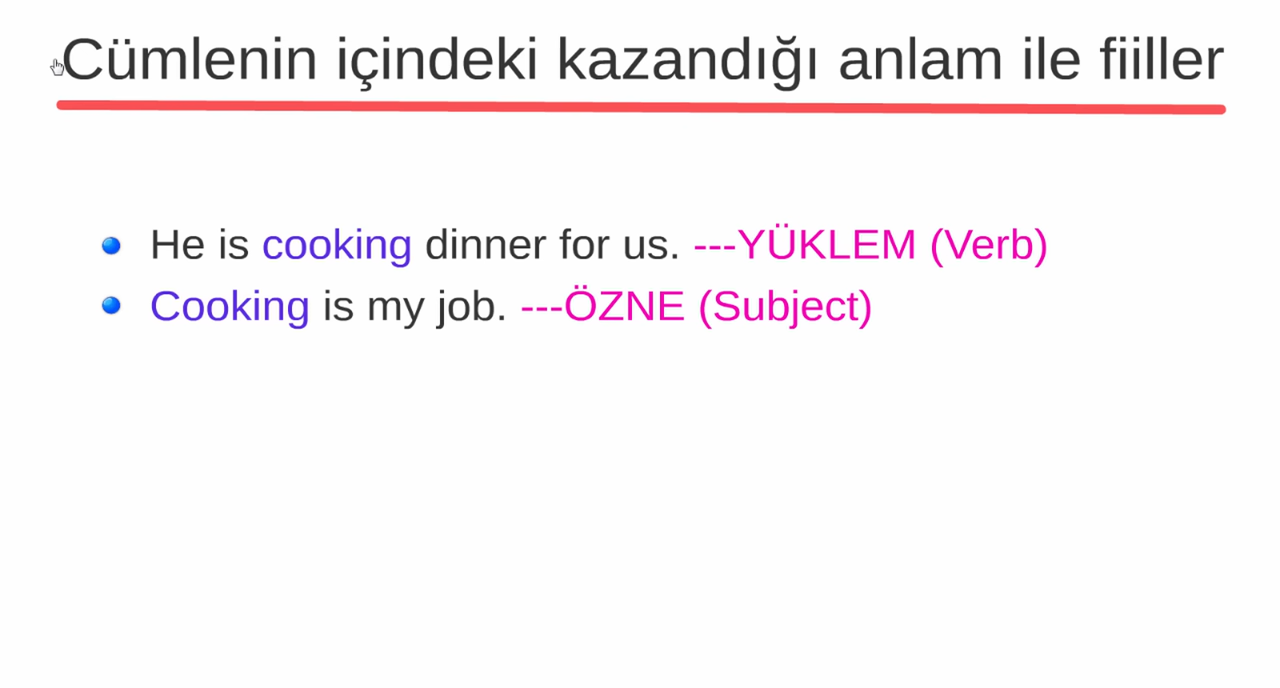 Cümlenin içindeki kazandığı anlam ile fiiller
He is cooking dinner for us. ---YÜKLEM (Verb)
Cooking is my job. ---ÖZNE (Subject)